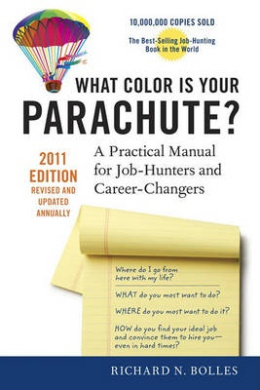 10,000,000 COPIES SOLD
The Best-Selling Job-Hunting
Book in the World
WHAT COLOR IS YOUR
PARACHUTE?
2011
EDITION
REVISED AND
UPDATED
ANNUALLY
A Practical Manual
for Job-Hunters and
Career-Changers
Where do I go from
here with my life?
WHAT do you most want to do?
WHERE do you most want to do it?
HOW do you find your ideal job
and convince them to hire you—
even in hard times?
RICHARD N. BOLLES